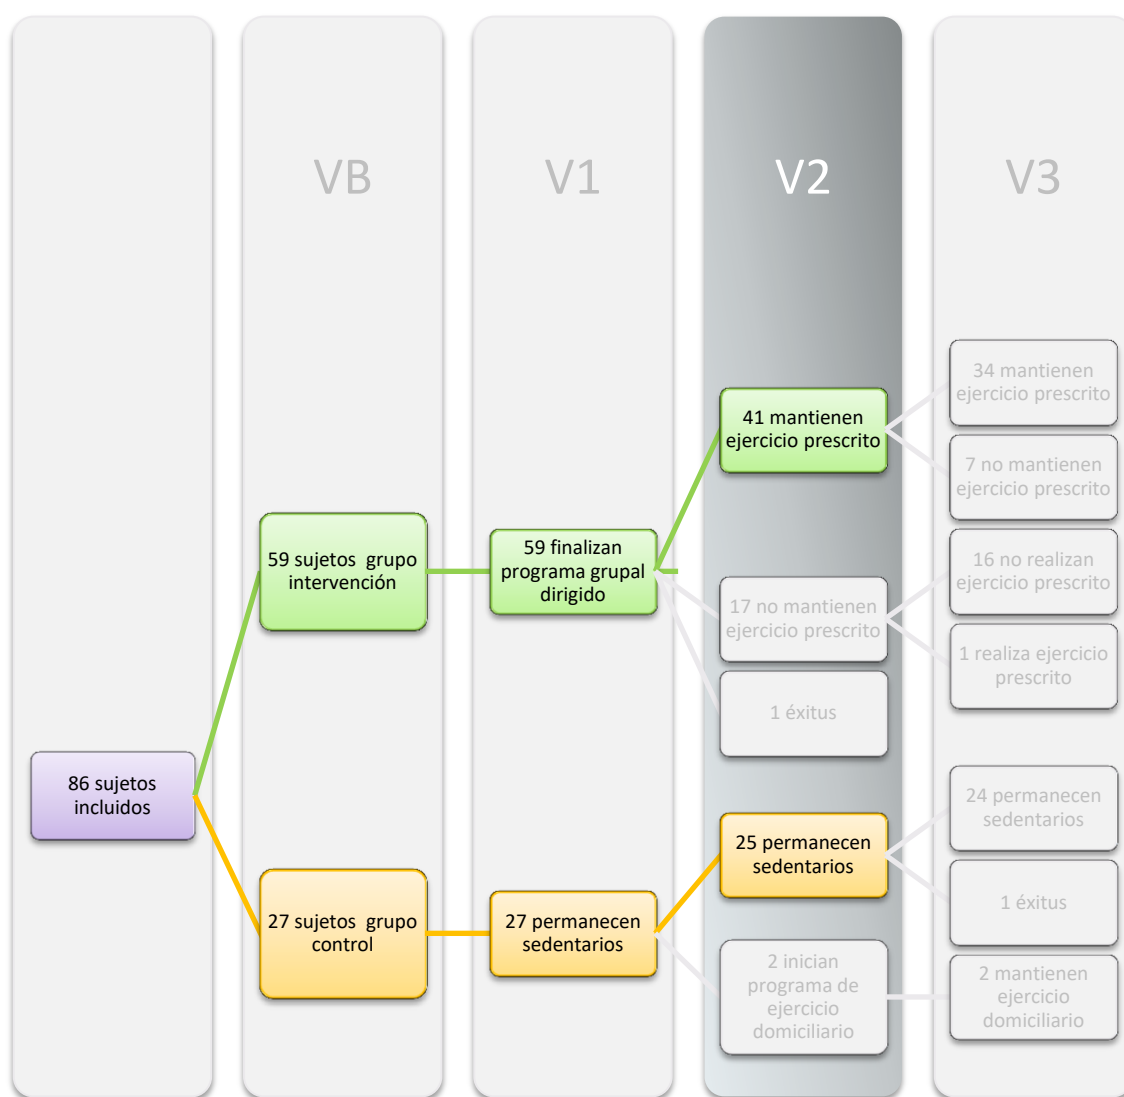 VB
V1
V2
V3
86 sujetos
incluidos
59 sujetos  grupo
intervención
27 sujetos  grupo
control
59 finalizan
programa grupal
dirigido
27 permanecen
sedentarios
41 mantienen
ejercicio prescrito
17 no mantienen
ejercicio prescrito
1 éxitus
25 permanecen
sedentarios
2 inician
programa de
ejercicio
domiciliario
34 mantienen
ejercicio prescrito
7 no mantienen
ejercicio prescrito
16 no realizan
ejercicio prescrito
1 realiza ejercicio
prescrito
24 permanecen
sedentarios
1 éxitus
2 mantienen
ejercicio
domiciliario